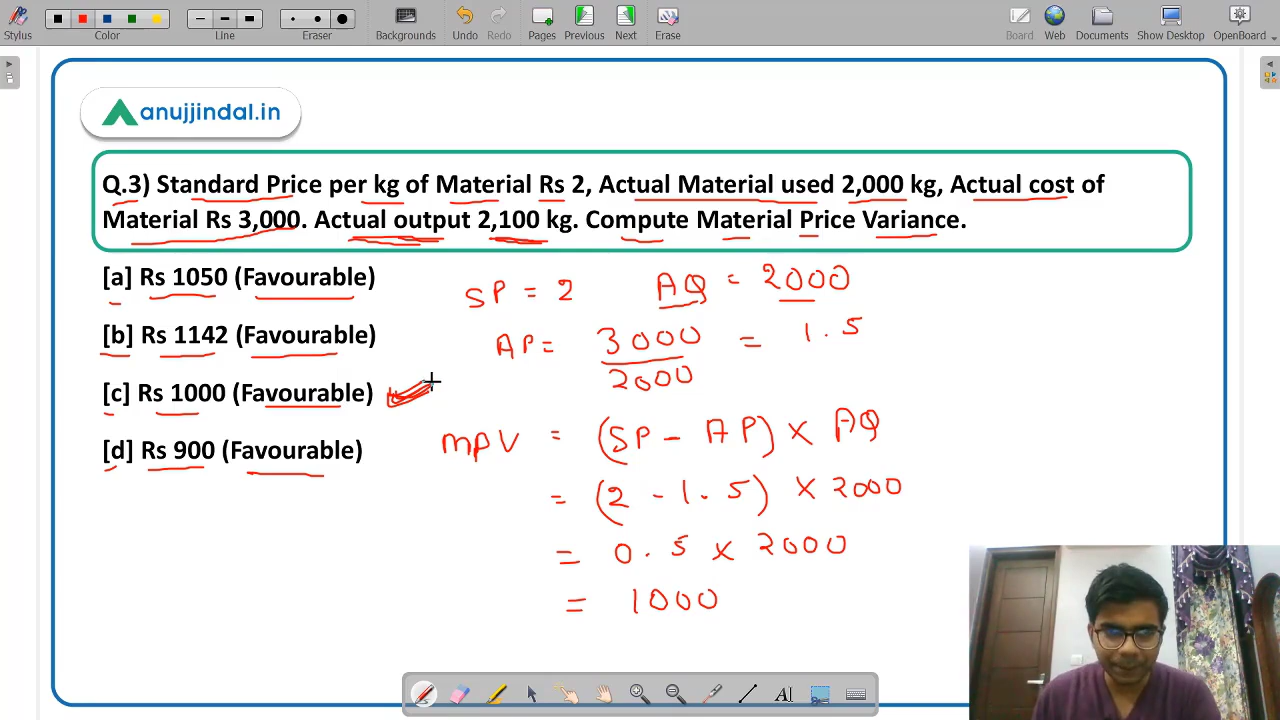 Stylus
Color
Line
Eraser
Backgrounds
Undo
Redo
Pages
Previous
Next
Erase
Board
Web
Documents
Show Desktop
OpenBoard
anujjindal.in
Q.3) Standard Price per kg of Material Rs 2, Actual Material used 2,000 kg, Actual cost of
Material Rs 3,000. Actual output 2,100 kg. Compute Material Price Variance.
[a] Rs 1050 (Favourable)
[b] Rs 1142 (Favourable)
[c] Rs 1000 (Favourable)
[d] Rs 900 (Favourable)
SP = 2 AQ = 2000
AP = 3000 / 2000 = 1.5
MPV = (SP - AP) × AQ
= (2 - 1.5) × 2000
= 0.5 × 2000
= 1000
AI